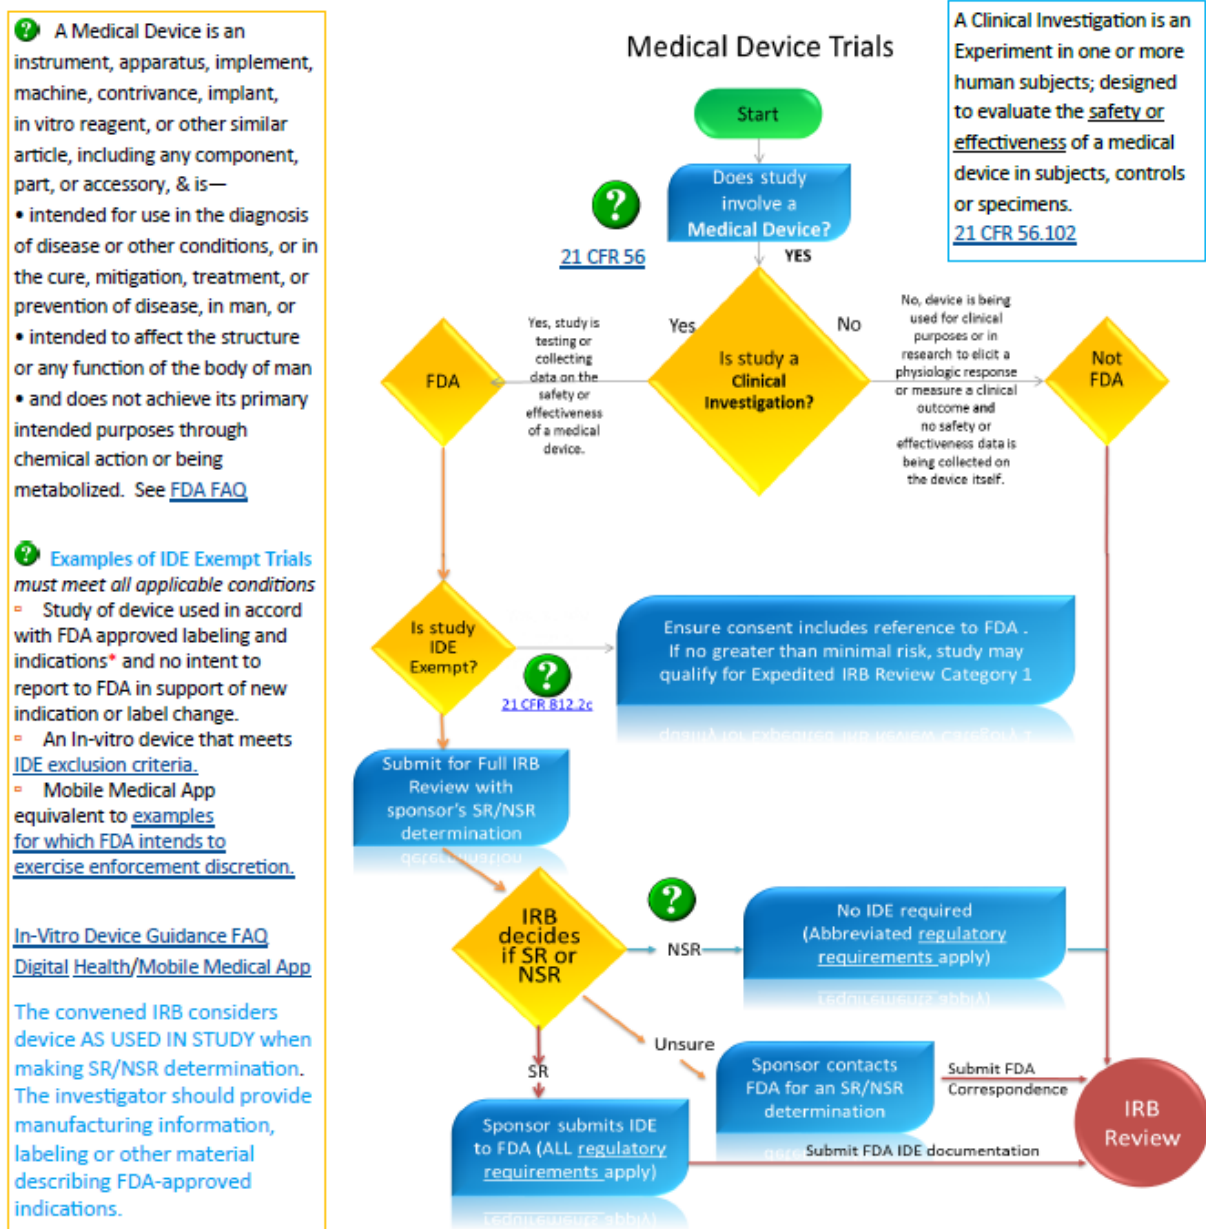 ? A Medical Device is an
instrument, apparatus, implement,
machine, contrivance, implant,
in vitro reagent, or other similar
article, including any component,
part, or accessory, & is—
• intended for use in the diagnosis
of disease or other conditions, or in
the cure, mitigation, treatment, or
prevention of disease, in man, or
• intended to affect the structure
or any function of the body of man
• and does not achieve its primary
intended purposes through
chemical action or being
metabolized. See FDA FAQ
? Examples of IDE Exempt Trials
must meet all applicable conditions
▫ Study of device used in accord
with FDA approved labeling and
indications* and no intent to
report to FDA in support of new
indication or label change.
▫ An In-vitro device that meets
IDE exclusion criteria.
▫ Mobile Medical App
equivalent to examples
for which FDA intends to
exercise enforcement discretion.
In-Vitro Device Guidance FAQ
Digital Health/Mobile Medical App
The convened IRB considers
device AS USED IN STUDY when
making SR/NSR determination.
The investigator should provide
manufacturing information,
labeling or other material
describing FDA-approved
indications.
Medical Device Trials
A Clinical Investigation is an
Experiment in one or more
human subjects; designed
to evaluate the safety or
effectiveness of a medical
device in subjects, controls
or specimens.
21 CFR 56.102
Start
Does study
involve a
Medical Device?
?
21 CFR 56
YES
Is study a
Clinical
Investigation?
Yes
Yes, study is
testing or
collecting
data on the
safety or
effectiveness
of a medical
device.
FDA
No
No, device is being
used for clinical
purposes or in
research to elicit a
physiologic response
or measure a clinical
outcome and
no safety or
effectiveness data is
being collected on
the device itself.
Not
FDA
Is study
IDE
Exempt?
?
21 CFR 812.2c
Ensure consent includes reference to FDA .
If no greater than minimal risk, study may
qualify for Expedited IRB Review Category 1
Submit for Full IRB
Review with
sponsor's SR/NSR
determination
IRB
decides
if SR or
NSR
?
NSR
No IDE required
(Abbreviated regulatory
requirements apply)
Unsure
Sponsor contacts
FDA for an SR/NSR
determination
Submit FDA
Correspondence
SR
Sponsor submits IDE
to FDA (ALL regulatory
requirements apply)
Submit FDA IDE documentation
IRB
Review